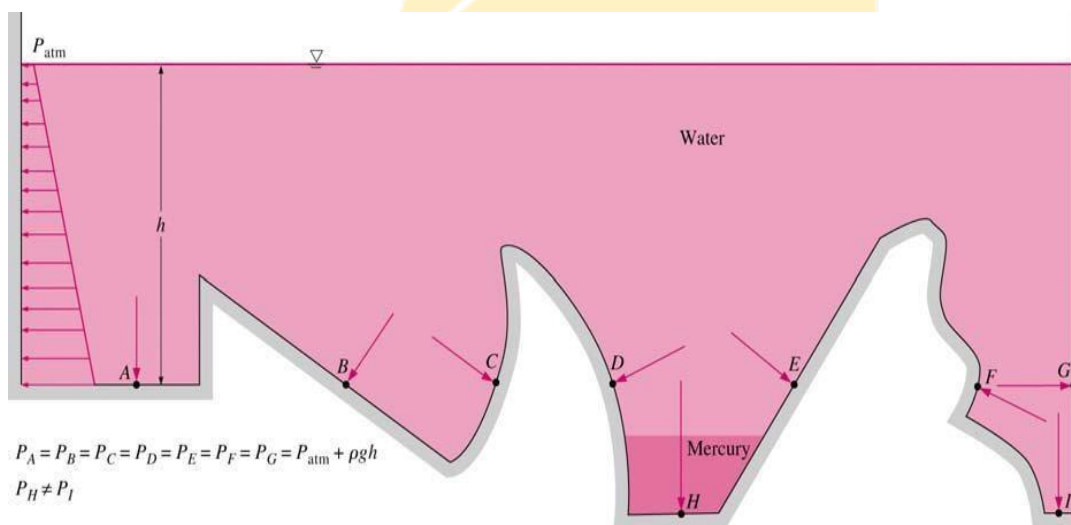 P_atm
Water
h
A
B
C
D
E
F
G
Mercury
H
I
P_A = P_B = P_C = P_D = P_E = P_F = P_G = P_atm + ρgh
P_H ≠ P_I